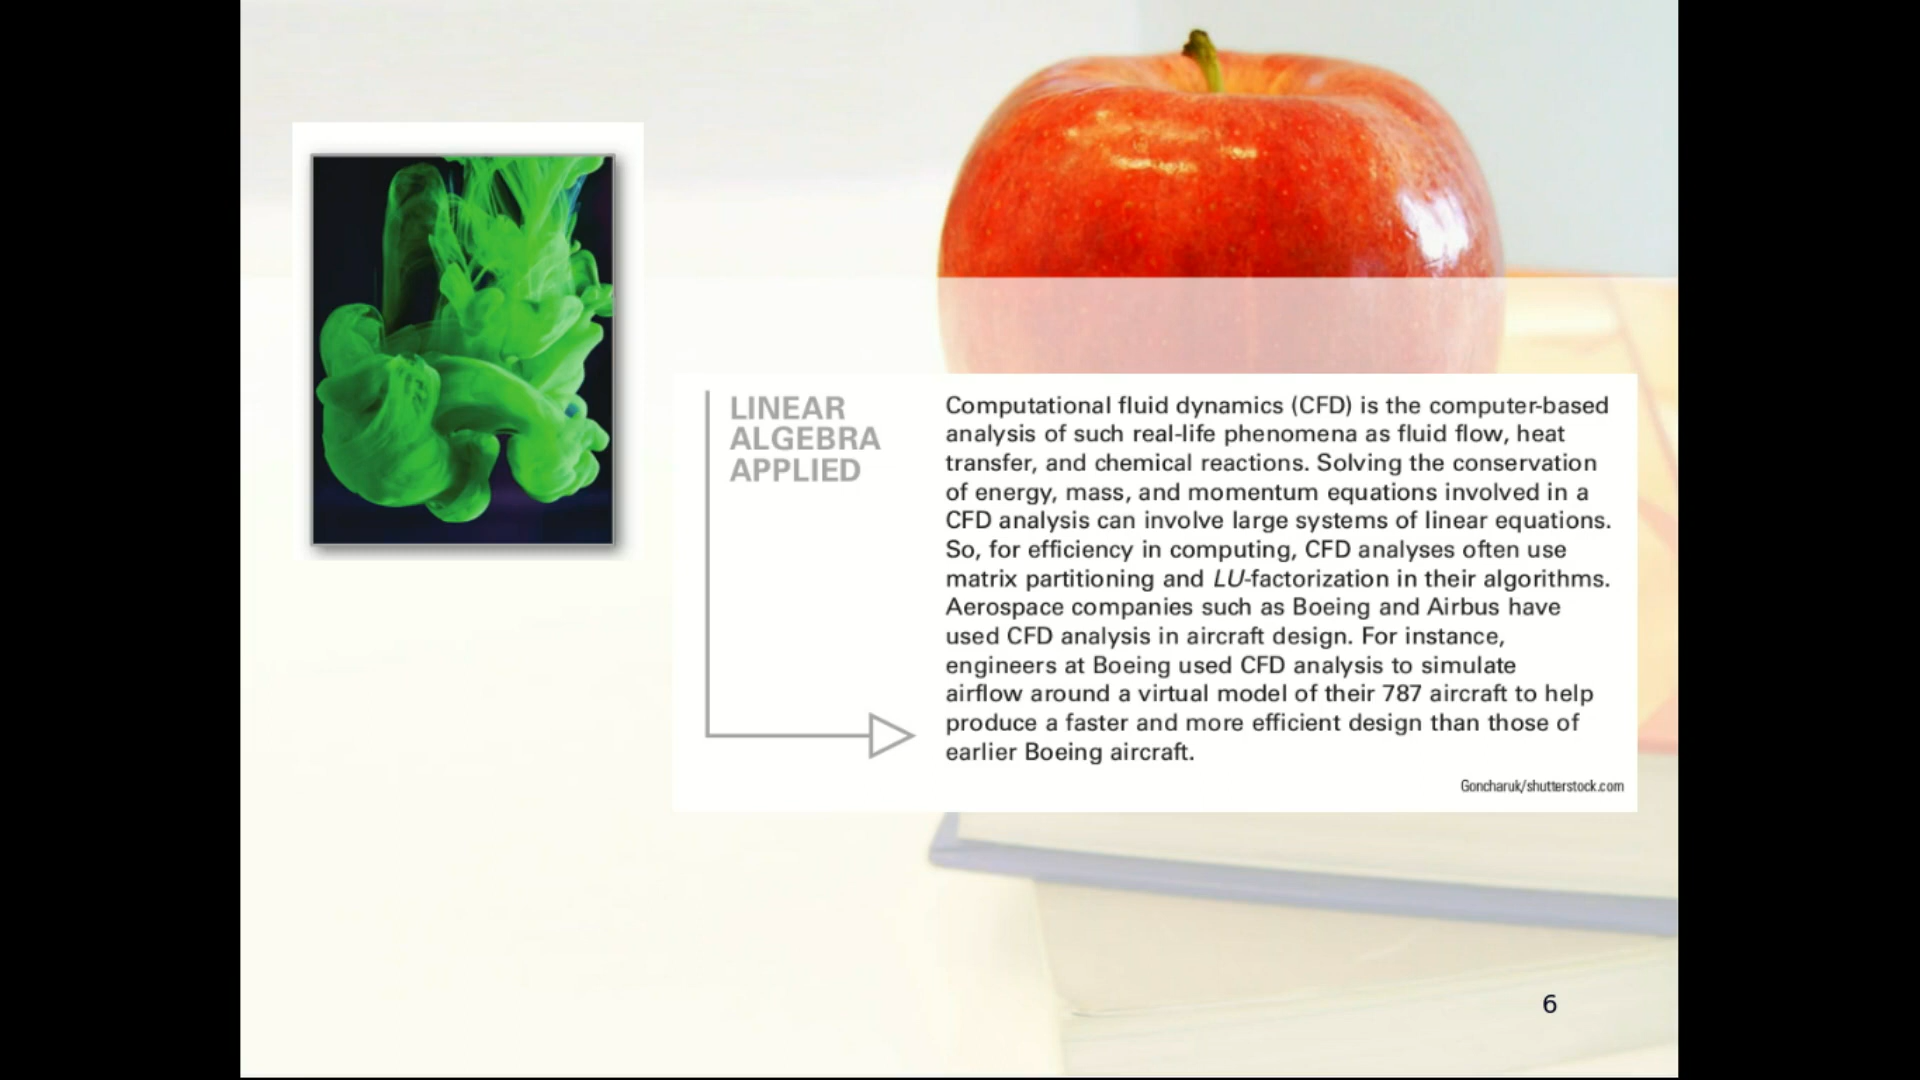 LINEAR
ALGEBRA
APPLIED
Computational fluid dynamics (CFD) is the computer-based
analysis of such real-life phenomena as fluid flow, heat
transfer, and chemical reactions. Solving the conservation
of energy, mass, and momentum equations involved in a
CFD analysis can involve large systems of linear equations.
So, for efficiency in computing, CFD analyses often use
matrix partitioning and LU-factorization in their algorithms.
Aerospace companies such as Boeing and Airbus have
used CFD analysis in aircraft design. For instance,
engineers at Boeing used CFD analysis to simulate
airflow around a virtual model of their 787 aircraft to help
produce a faster and more efficient design than those of
earlier Boeing aircraft.
Goncharuk/shutterstock.com
6